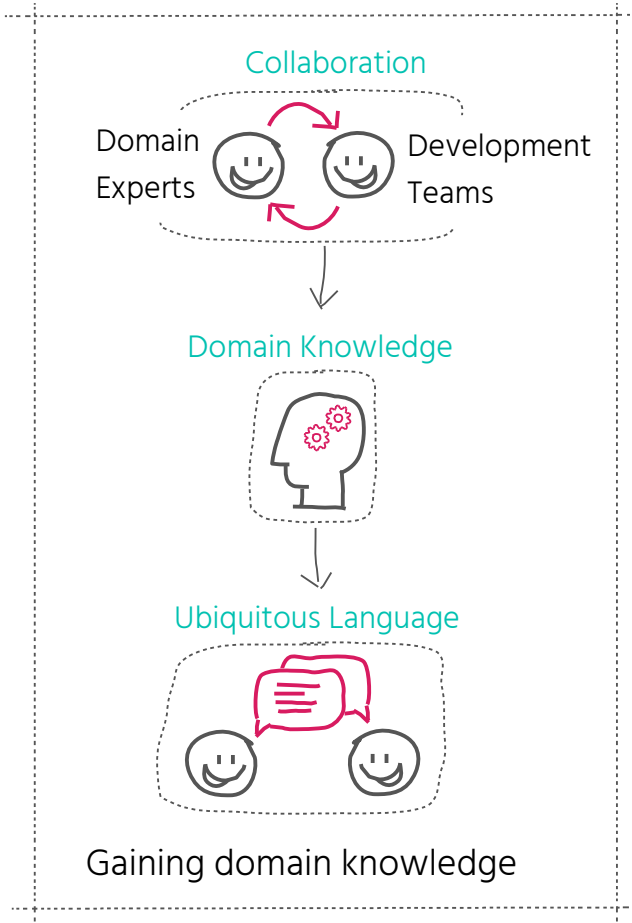 Collaboration
Domain
Experts
Development
Teams
Domain Knowledge
Ubiquitous Language
Gaining domain knowledge